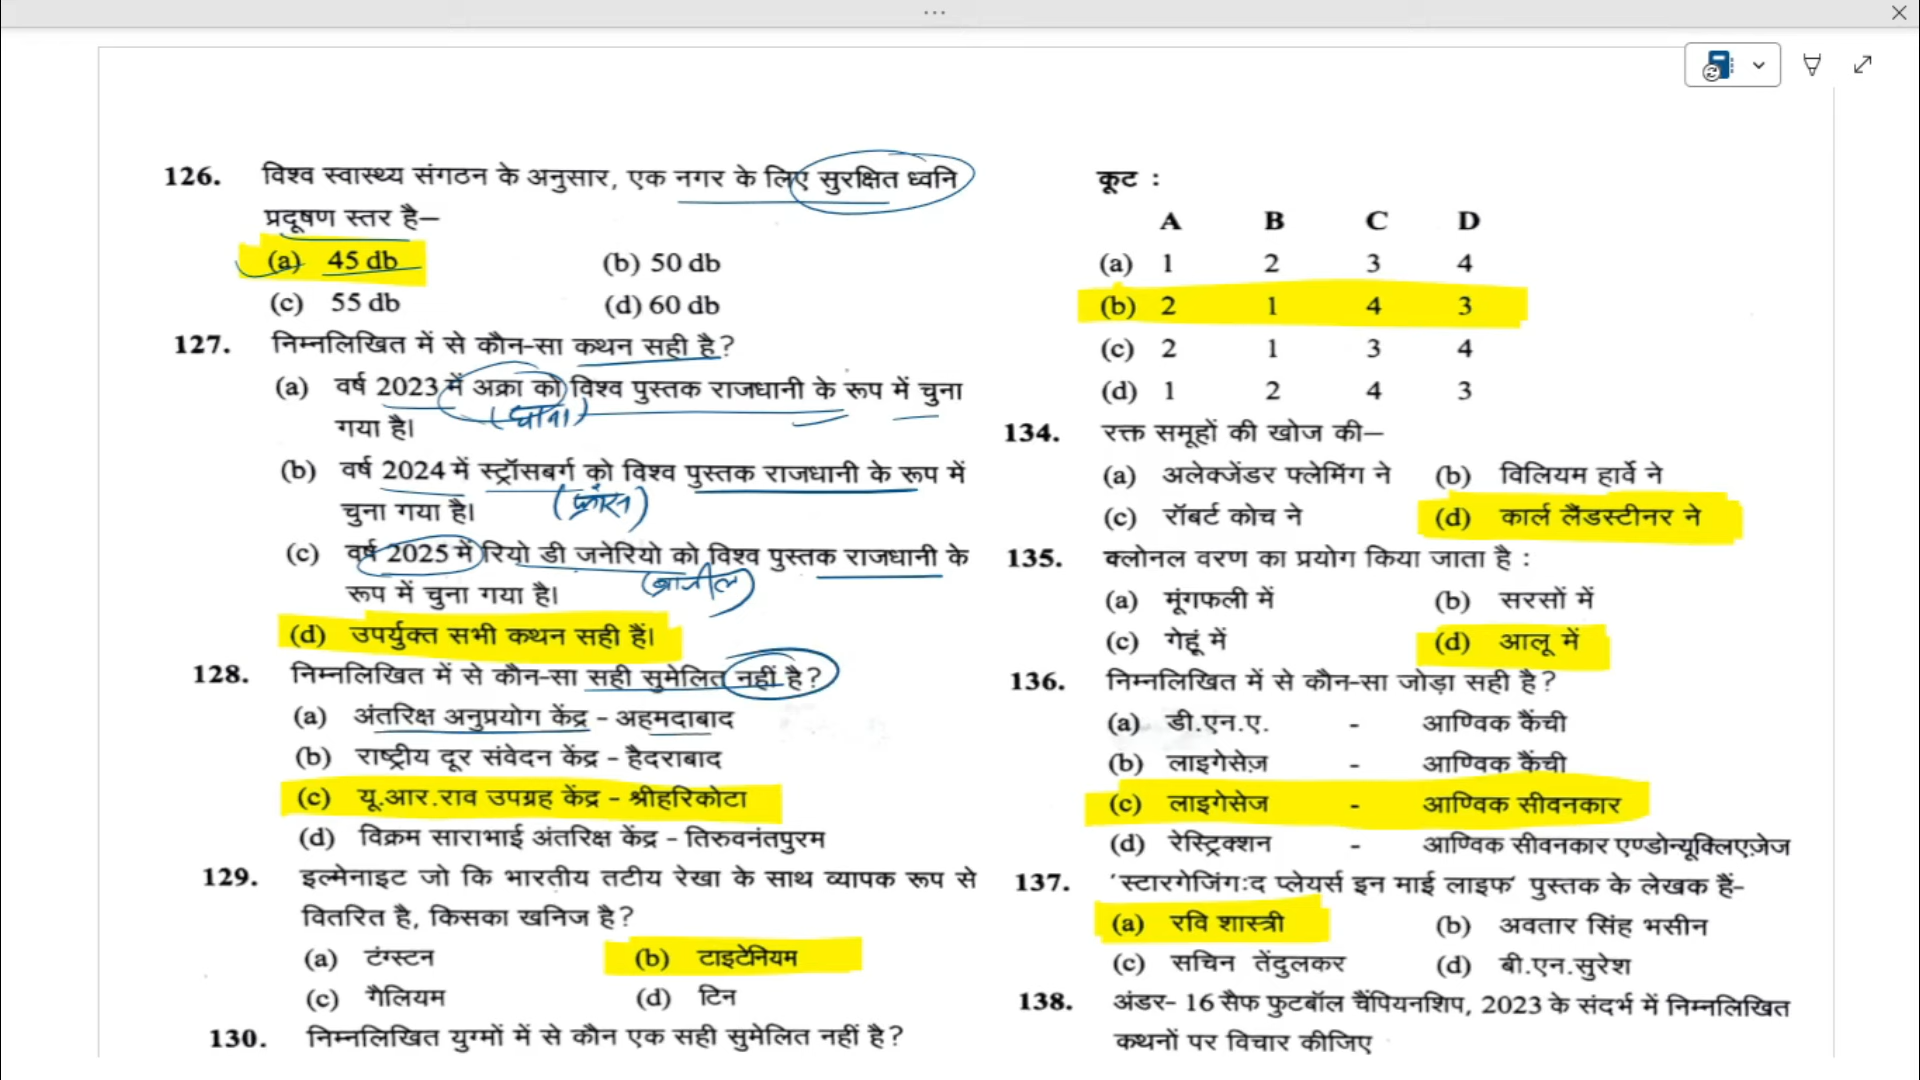 126. विश्व स्वास्थ्य संगठन के अनुसार, एक नगर के लिए सुरक्षित ध्वनि
प्रदूषण स्तर है–
(a) 45 db (b) 50 db
(c) 55 db (d) 60 db
127. निम्नलिखित में से कौन-सा कथन सही है?
(a) वर्ष 2023 में अक्रा को विश्व पुस्तक राजधानी के रूप में चुना
(घाना)
गया है।
(b) वर्ष 2024 में स्ट्रॉसबर्ग को विश्व पुस्तक राजधानी के रूप में
(फ्रांस)
चुना गया है।
(c) वर्ष 2025 में रियो डी जनेरियो को विश्व पुस्तक राजधानी के
(ब्राजील)
रूप में चुना गया है।
(d) उपर्युक्त सभी कथन सही हैं।
128. निम्नलिखित में से कौन-सा सही सुमेलित नहीं है?
(a) अंतरिक्ष अनुप्रयोग केंद्र - अहमदाबाद
(b) राष्ट्रीय दूर संवेदन केंद्र - हैदराबाद
(c) यू.आर.राव उपग्रह केंद्र - श्रीहरिकोटा
(d) विक्रम साराभाई अंतरिक्ष केंद्र - तिरुवनंतपुरम
129. इल्मेनाइट जो कि भारतीय तटीय रेखा के साथ व्यापक रूप से
वितरित है, किसका खनिज है?
(a) टंग्स्टन (b) टाइटेनियम
(c) गैलियम (d) टिन
130. निम्नलिखित युग्मों में से कौन एक सही सुमेलित नहीं है?
कूट :
A B C D
(a) 1 2 3 4
(b) 2 1 4 3
(c) 2 1 3 4
(d) 1 2 4 3
134. रक्त समूहों की खोज की–
(a) अलेक्जेंडर फ्लेमिंग ने (b) विलियम हार्वे ने
(c) रॉबर्ट कोच ने (d) कार्ल लैंडस्टीनर ने
135. क्लोनल वरण का प्रयोग किया जाता है :
(a) मूंगफली में (b) सरसों में
(c) गेहूं में (d) आलू में
136. निम्नलिखित में से कौन-सा जोड़ा सही है?
(a) डी.एन.ए. - आण्विक कैंची
(b) लाइगेसेज़ - आण्विक कैंची
(c) लाइगेसेज - आण्विक सीवनकार
(d) रेस्ट्रिक्शन - आण्विक सीवनकार एण्डोन्यूक्लिएज़ेज
137. 'स्टारगेजिंग:द प्लेयर्स इन माई लाइफ' पुस्तक के लेखक हैं-
(a) रवि शास्त्री (b) अवतार सिंह भसीन
(c) सचिन तेंदुलकर (d) बी.एन.सुरेश
138. अंडर- 16 सैफ फुटबॉल चैंपियनशिप, 2023 के संदर्भ में निम्नलिखित
कथनों पर विचार कीजिए